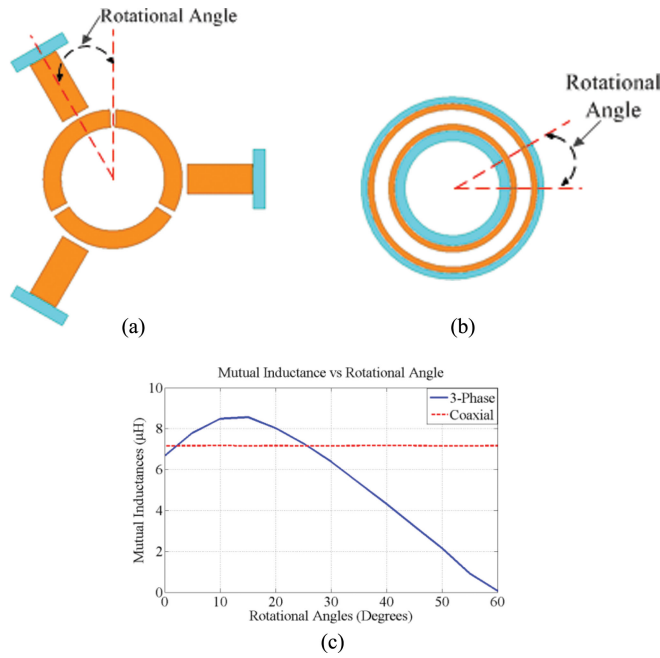 Rotational Angle
Rotational
Angle
(a)
(b)
Mutual Inductance vs Rotational Angle
3-Phase
Coaxial
Mutual Inductances (µH)
10
8
6
4
2
0
0 10 20 30 40 50 60
Rotational Angles (Degrees)
(c)